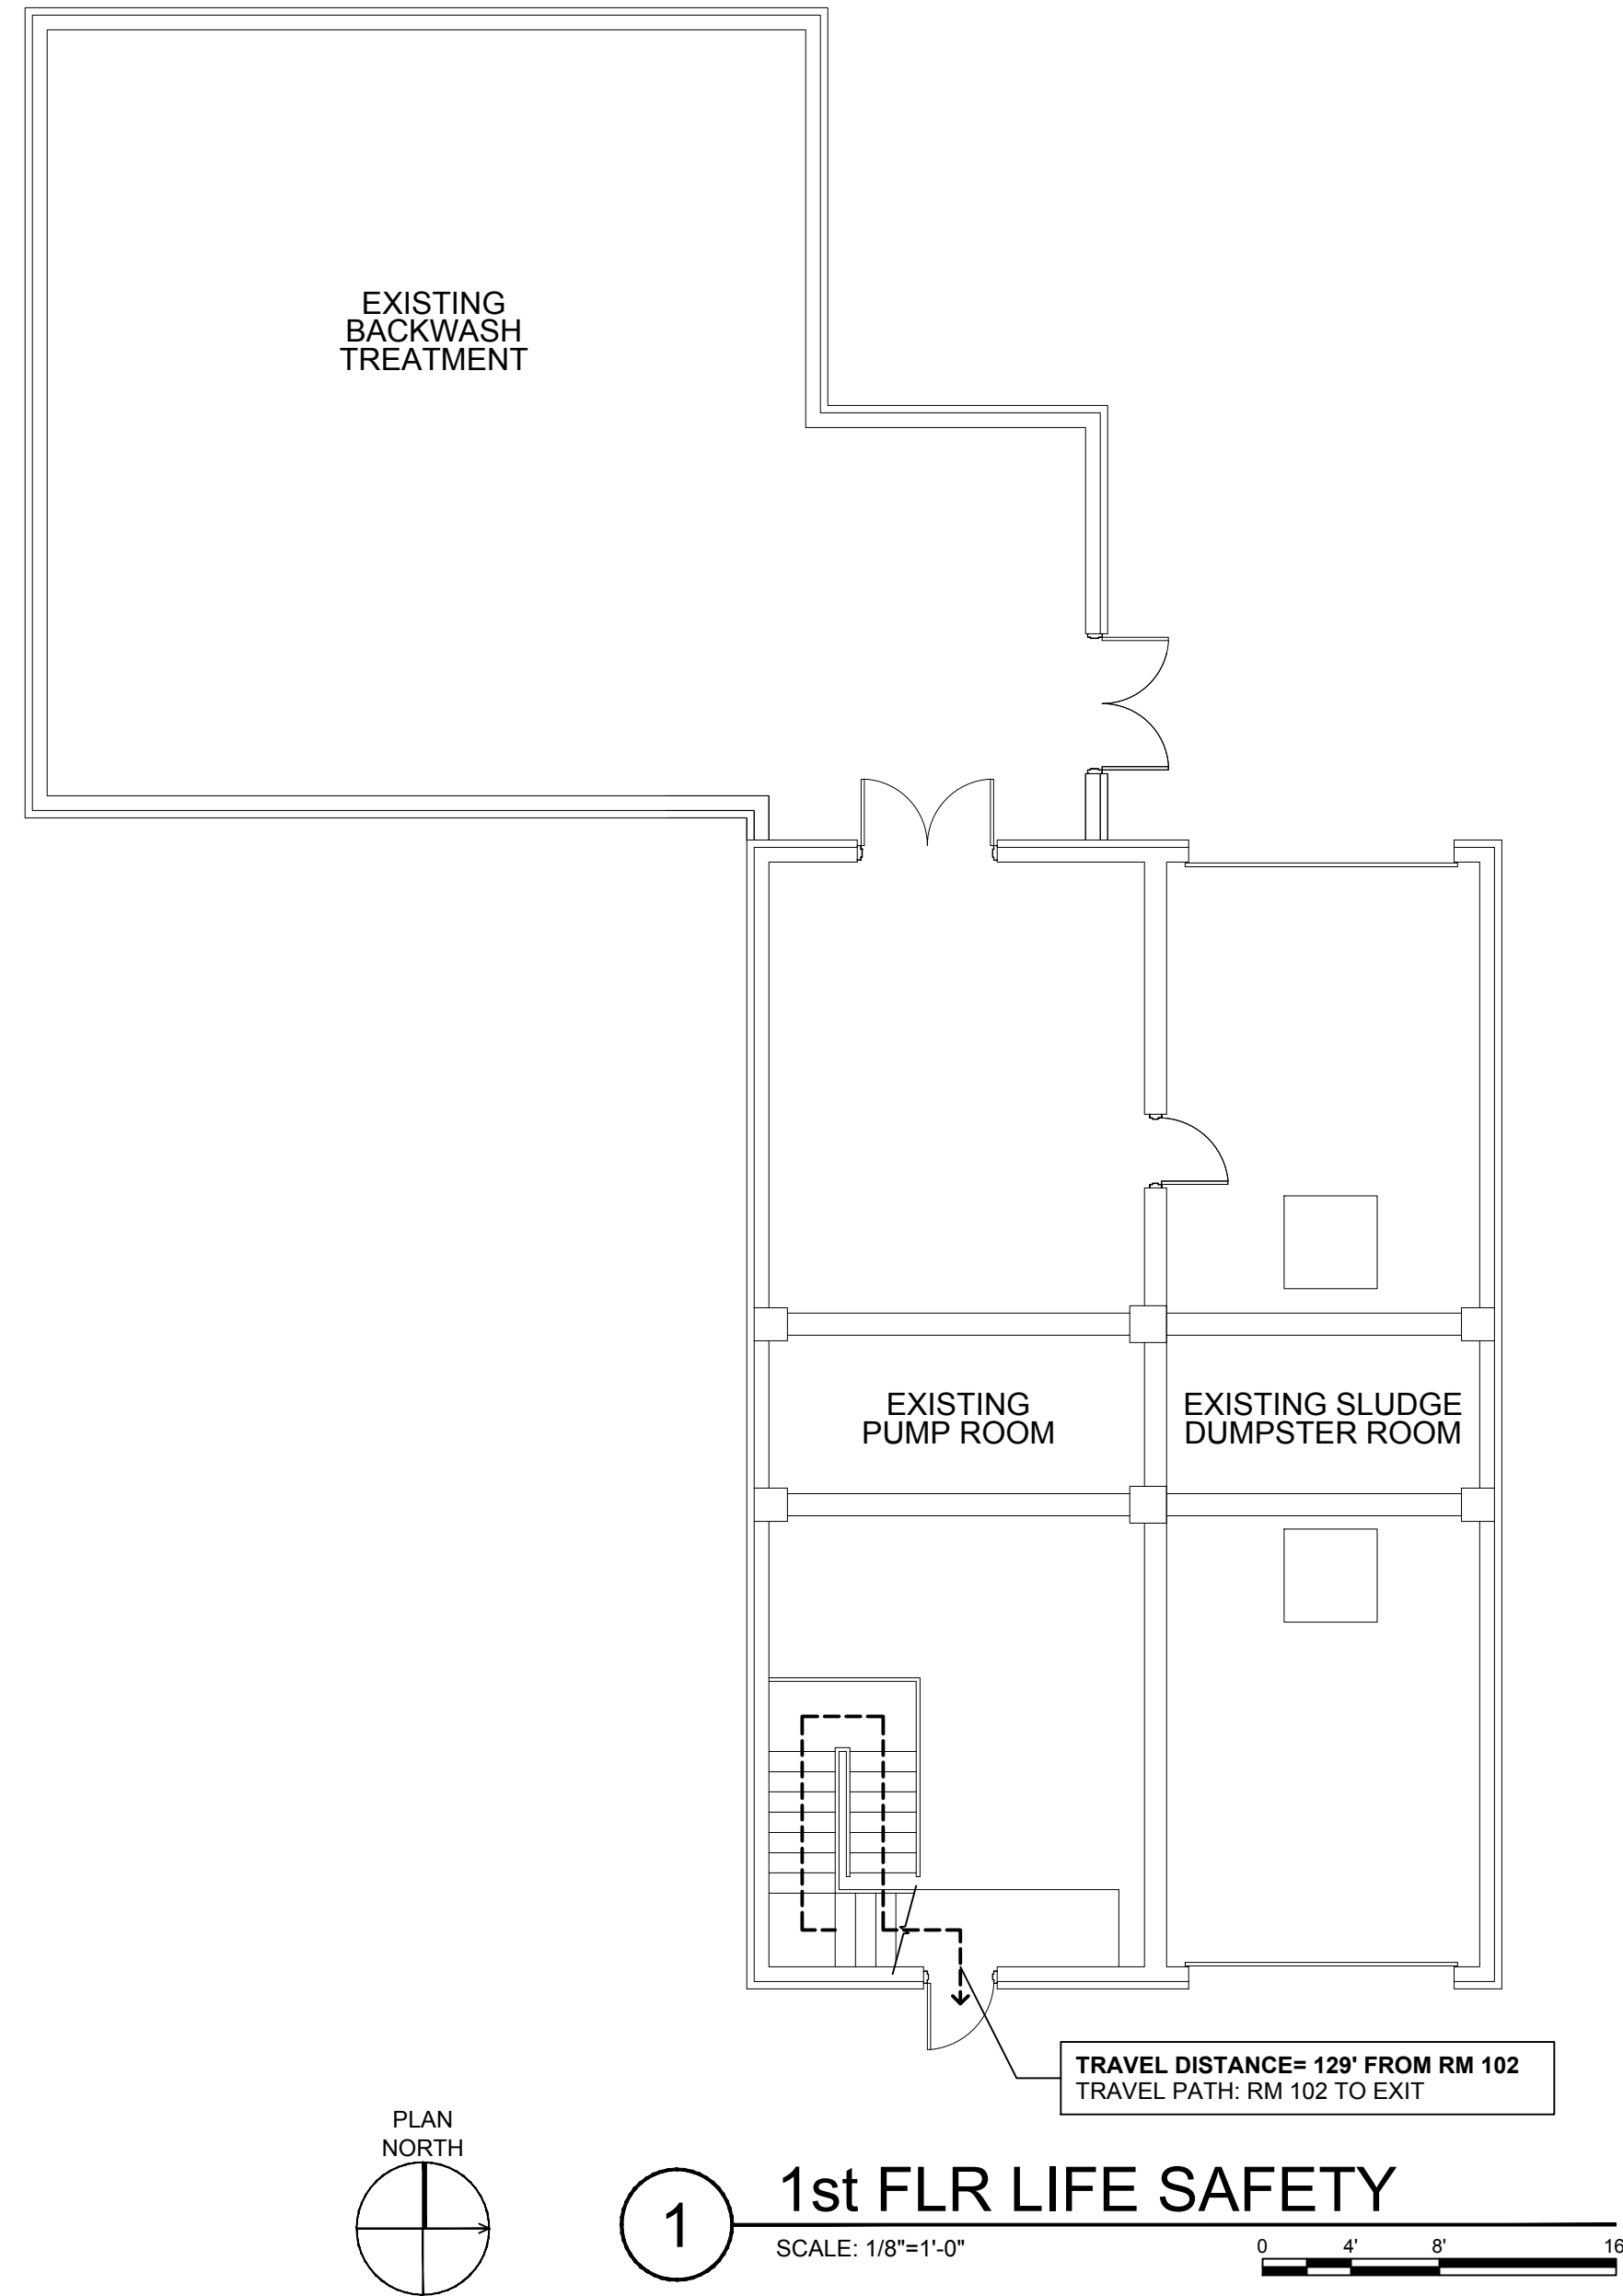 EXISTING
BACKWASH
TREATMENT
EXISTING
PUMP ROOM
EXISTING SLUDGE
DUMPSTER ROOM
TRAVEL DISTANCE= 129' FROM RM 102
TRAVEL PATH: RM 102 TO EXIT
PLAN
NORTH
1
1st FLR LIFE SAFETY
SCALE: 1/8"=1'-0"
0 4' 8' 16